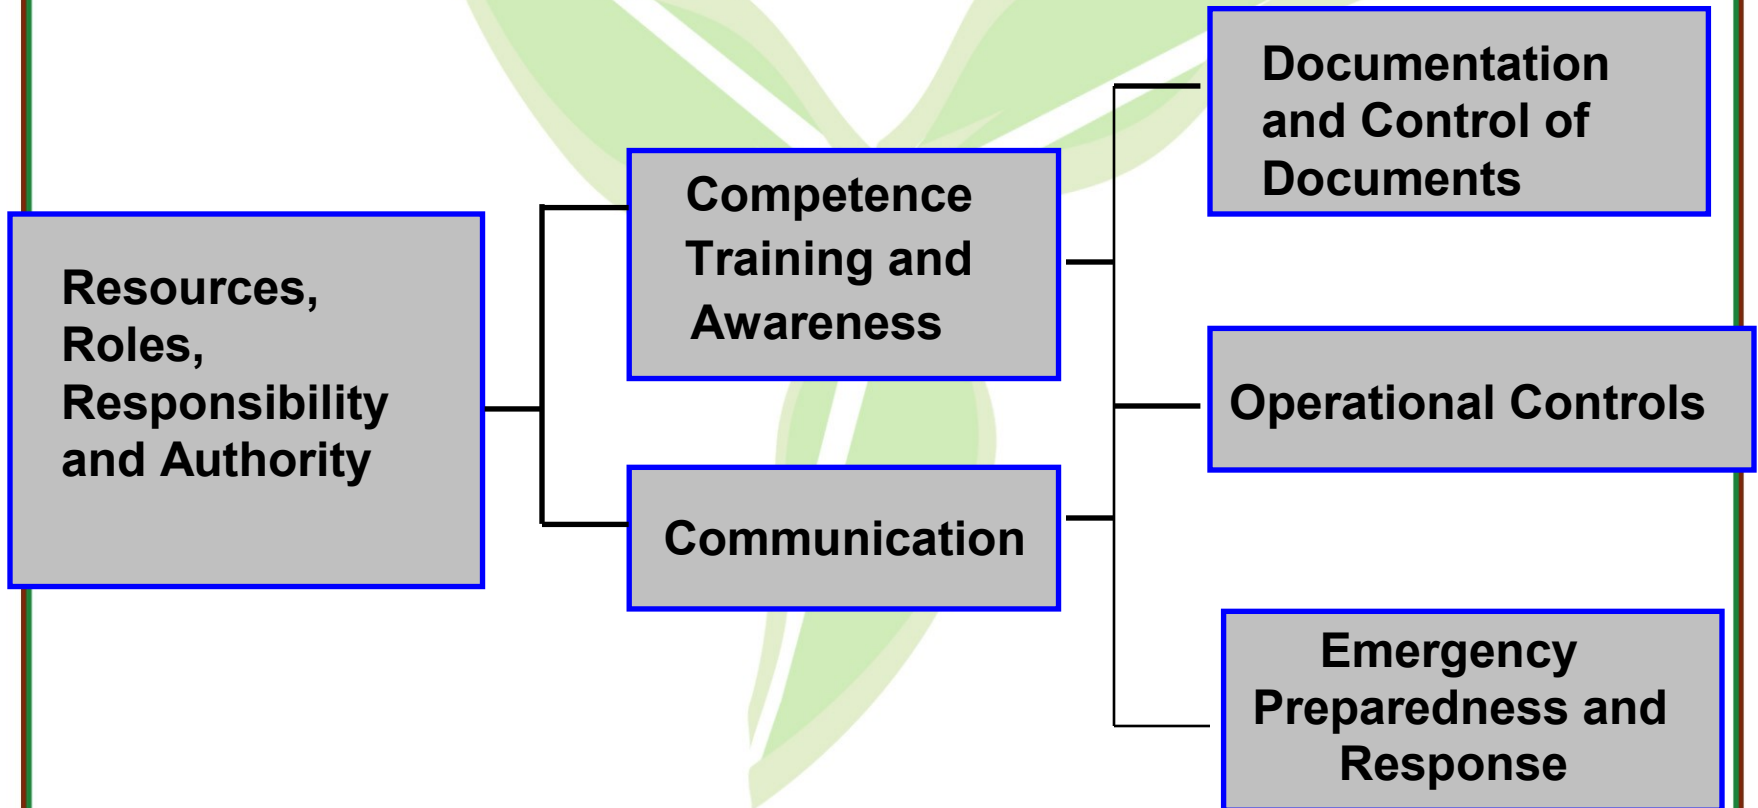 Resources,
Roles,
Responsibility
and Authority
Competence
Training and
Awareness
Communication
Documentation
and Control of
Documents
Operational Controls
Emergency
Preparedness and
Response